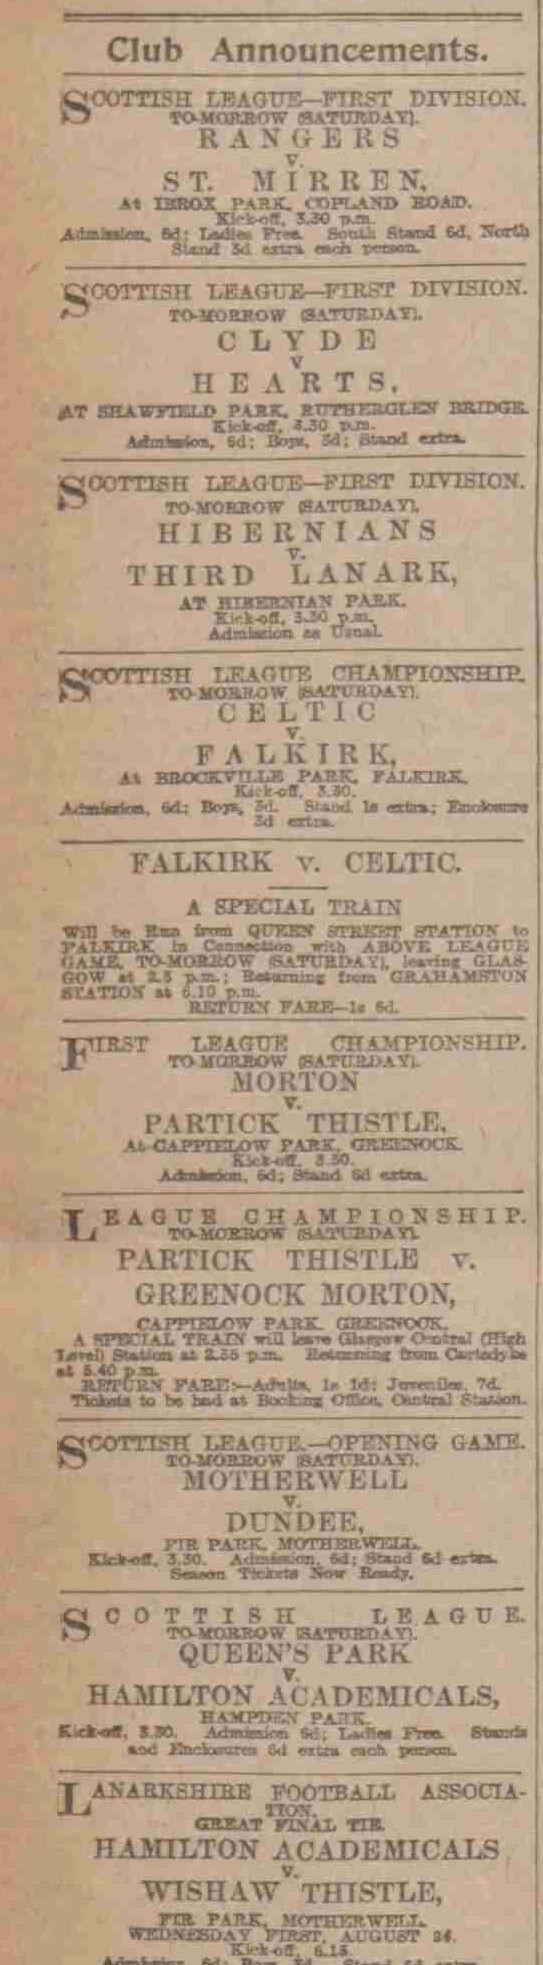 Club Announcements.
SCOTTISH LEAGUE—FIRST DIVISION.
TO-MORROW (SATURDAY).
RANGERS
v.
ST. MIRREN,
At IBROX PARK, COPLAND ROAD.
Kick-off, 3.30 p.m.
Admission, 6d; Ladies Free. South Stand 6d, North
Stand 3d extra each person.
SCOTTISH LEAGUE—FIRST DIVISION.
TO-MORROW (SATURDAY).
CLYDE
v
HEARTS,
AT SHAWFIELD PARK, RUTHERGLEN BRIDGE.
Kick-off, 3.30 p.m.
Admission, 6d; Boys, 3d; Stand extra.
SCOTTISH LEAGUE—FIRST DIVISION.
TO-MORROW (SATURDAY),
HIBERNIANS
v.
THIRD LANARK,
AT HIBERNIAN PARK.
Kick-off, 3.30 p.m.
Admission as Usual.
SCOTTISH LEAGUE CHAMPIONSHIP.
TO-MORROW (SATURDAY).
CELTIC
v.
FALKIRK,
At BROCKVILLE PARK, FALKIRK,
Kick-off, 3.30.
Admission, 6d; Boys, 3d. Stand 1s extra; Enclosure
3d extra.
FALKIRK v. CELTIC.
A SPECIAL TRAIN
Will be Run from QUEEN STREET STATION to
FALKIRK in Connection with ABOVE LEAGUE
GAME, TO-MORROW (SATURDAY), leaving GLAS-
GOW at 2.5 p.m.; Returning from GRAHAMSTON
STATION at 6.10 p.m.
RETURN FARE—1s 6d.
FIRST LEAGUE CHAMPIONSHIP.
TO-MORROW (SATURDAY).
MORTON
v.
PARTICK THISTLE,
At CAPPIELOW PARK, GREENOCK.
Kick-off, 3.30.
Admission, 6d; Stand 6d extra.
LEAGUE CHAMPIONSHIP.
TO-MORROW (SATURDAY).
PARTICK THISTLE v.
GREENOCK MORTON,
CAPPIELOW PARK, GREENOCK.
A SPECIAL TRAIN will leave Glasgow Central (High
Level) Station at 2.35 p.m. Returning from Cartsdyke
at 5.40 p.m.
RETURN FARE:—Adults, 1s 1d; Juveniles, 7d.
Tickets to be had at Booking Office, Central Station.
SCOTTISH LEAGUE.—OPENING GAME.
TO-MORROW (SATURDAY).
MOTHERWELL
v.
DUNDEE,
FIR PARK, MOTHERWELL.
Kick-off, 3.30. Admission, 6d; Stand 6d extra.
Season Tickets Now Ready.
SCOTTISH LEAGUE.
TO-MORROW (SATURDAY).
QUEEN'S PARK
v.
HAMILTON ACADEMICALS,
HAMPDEN PARK.
Kick-off, 3.30. Admission 6d; Ladies Free. Stands
and Enclosures 6d extra each person.
LANARKSHIRE FOOTBALL ASSOCIA-
TION.
GREAT FINAL TIE
HAMILTON ACADEMICALS
v.
WISHAW THISTLE,
FIR PARK, MOTHERWELL.
WEDNESDAY FIRST, AUGUST 24.
Kick-off, 6.15.
Admission, 6d; Boys, 3d. Stand 6d extra